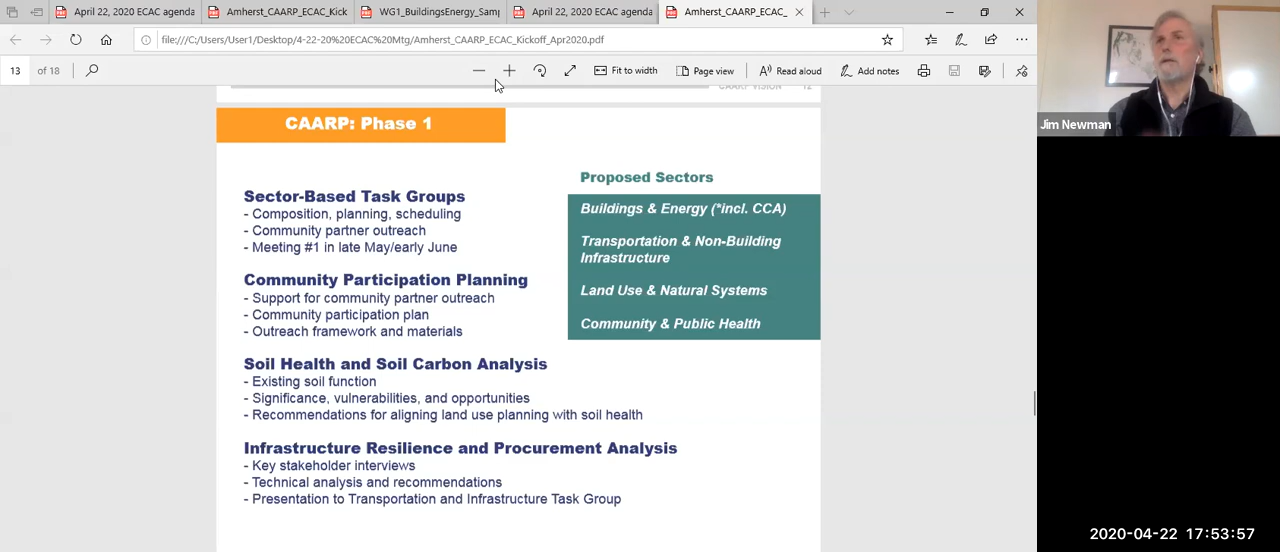 April 22, 2020 ECAC agenda
Amherst_CAARP_ECAC_Kick
WG1_BuildingsEnergy_Samp
April 22, 2020 ECAC agenda
Amherst_CAARP_ECAC_
file:///C:/Users/User1/Desktop/4-22-20%20ECAC%20Mtg/Amherst_CAARP_ECAC_Kickoff_Apr2020.pdf
13 of 18
Fit to width
Page view
Read aloud
Add notes
CAARP VISION 12
CAARP: Phase 1
Sector-Based Task Groups
- Composition, planning, scheduling
- Community partner outreach
- Meeting #1 in late May/early June
Community Participation Planning
- Support for community partner outreach
- Community participation plan
- Outreach framework and materials
Proposed Sectors
Buildings & Energy (*incl. CCA)
Transportation & Non-Building
Infrastructure
Land Use & Natural Systems
Community & Public Health
Soil Health and Soil Carbon Analysis
- Existing soil function
- Significance, vulnerabilities, and opportunities
- Recommendations for aligning land use planning with soil health
Infrastructure Resilience and Procurement Analysis
- Key stakeholder interviews
- Technical analysis and recommendations
- Presentation to Transportation and Infrastructure Task Group
Jim Newman
2020-04-22 17:53:57